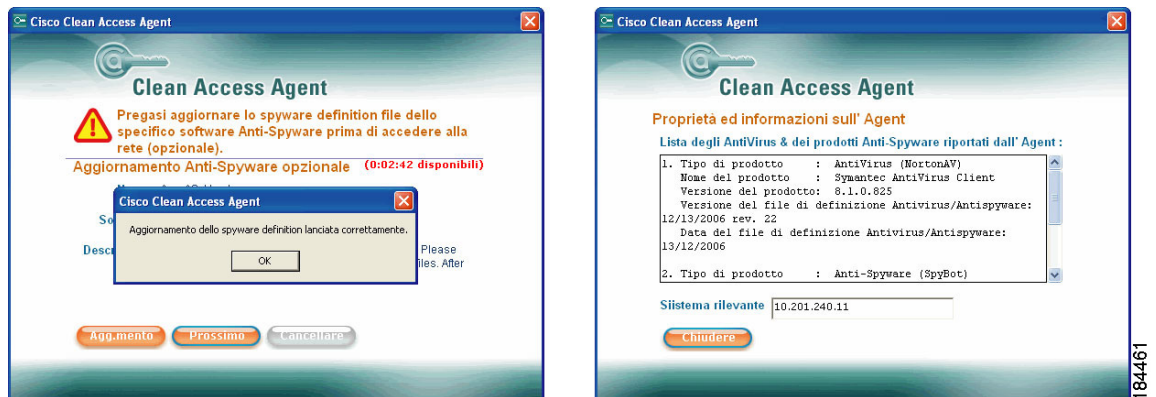 Cisco Clean Access Agent
Clean Access Agent
Pregasi aggiornare lo spyware definition file dello
specifico software Anti-Spyware prima di accedere alla
rete (opzionale).
Aggiornamento Anti-Spyware opzionale (0:02:42 disponibili)
Cisco Clean Access Agent
So
Aggiornamento dello spyware definition lanciata correttamente.
Descr
Please
files. After
OK
Agg.mento Prossimo Cancellare
Cisco Clean Access Agent
Clean Access Agent
Proprietà ed informazioni sull' Agent
Lista degli AntiVirus & dei prodotti Anti-Spyware riportati dall' Agent :
1. Tipo di prodotto : AntiVirus (NortonAV)
Nome del prodotto : Symantec AntiVirus Client
Versione del prodotto: 8.1.0.825
Versione del file di definizione Antivirus/Antispyware:
12/13/2006 rev. 22
Data del file di definizione Antivirus/Antispyware:
13/12/2006
2. Tipo di prodotto : Anti-Spyware (SpyBot)
Siistema rilevante 10.201.240.11
Chiudere
184461